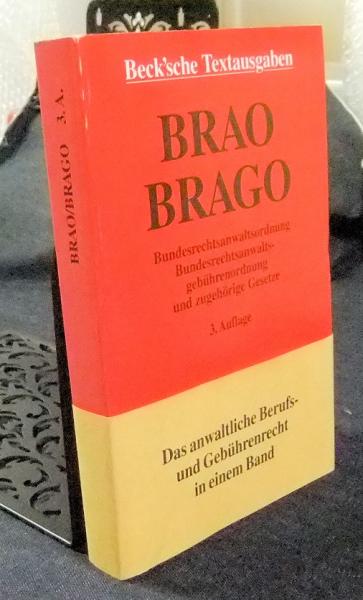 Beck'sche Textausgaben
BRAO
BRAGO
Bundesrechtsanwaltsordnung
Bundesrechtsanwalts-
gebührenordnung
und zugehörige Gesetze
3. Auflage
Das anwaltliche Berufs-
und Gebührenrecht
in einem Band
BRAO/BRAGO 3. A.